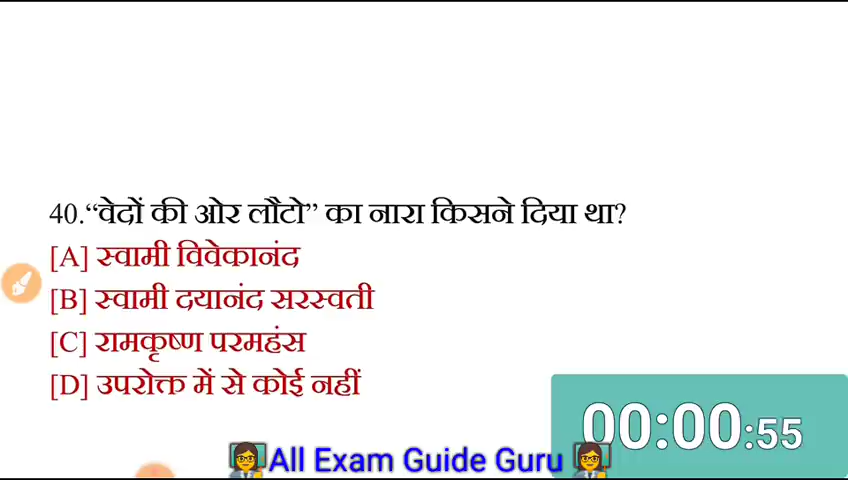 40.“वेदों की ओर लौटो” का नारा किसने दिया था?
[A] स्वामी विवेकानंद
[B] स्वामी दयानंद सरस्वती
[C] रामकृष्ण परमहंस
[D] उपरोक्त में से कोई नहीं
00:00:55
All Exam Guide Guru